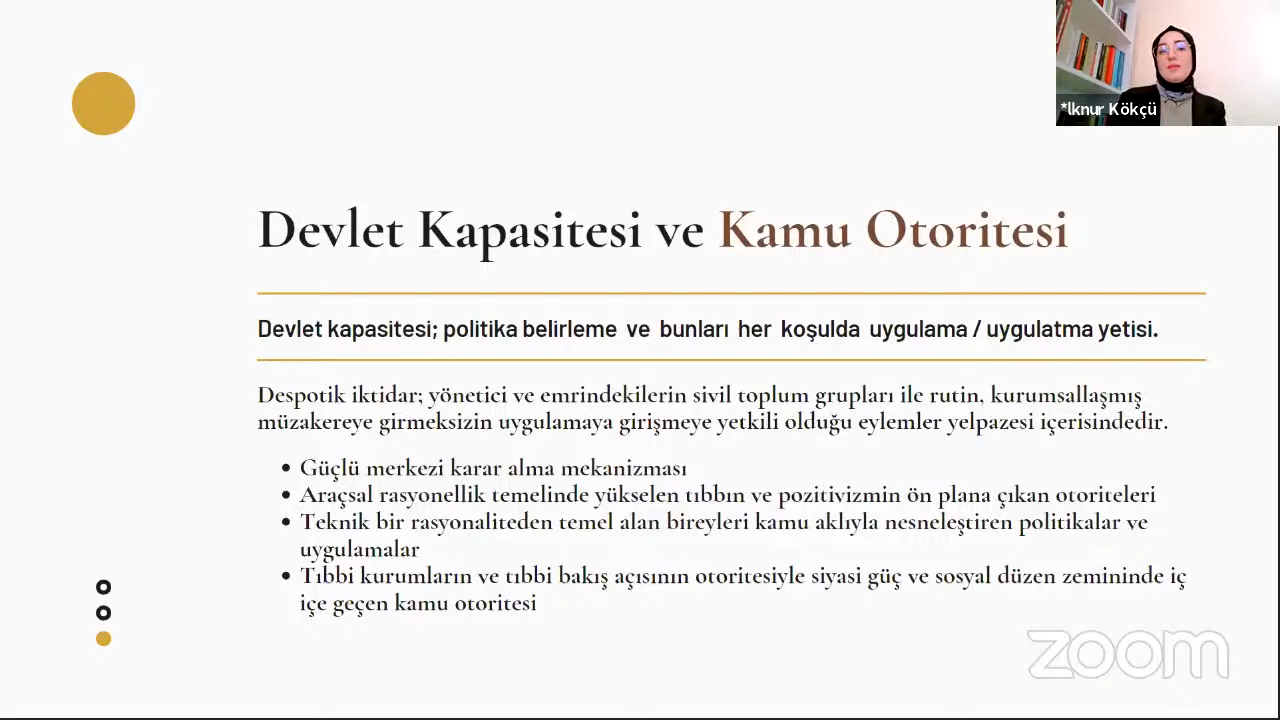 *lknur Kökçü
Devlet Kapasitesi ve Kamu Otoritesi
Devlet kapasitesi; politika belirleme ve bunları her koşulda uygulama / uygulatma yetisi.
Despotik iktidar; yönetici ve emrindekilerin sivil toplum grupları ile rutin, kurumsallaşmış
müzakereye girmeksizin uygulamaya girişmeye yetkili olduğu eylemler yelpazesi içerisindedir.
• Güçlü merkezi karar alma mekanizması
• Araçsal rasyonellik temelinde yükselen tıbbın ve pozitivizmin ön plana çıkan otoriteleri
• Teknik bir rasyonaliteden temel alan bireyleri kamu aklıyla nesneleştiren politikalar ve
uygulamalar
• Tıbbi kurumların ve tıbbi bakış açısının otoritesiyle siyasi güç ve sosyal düzen zemininde iç
içe geçen kamu otoritesi
zoom